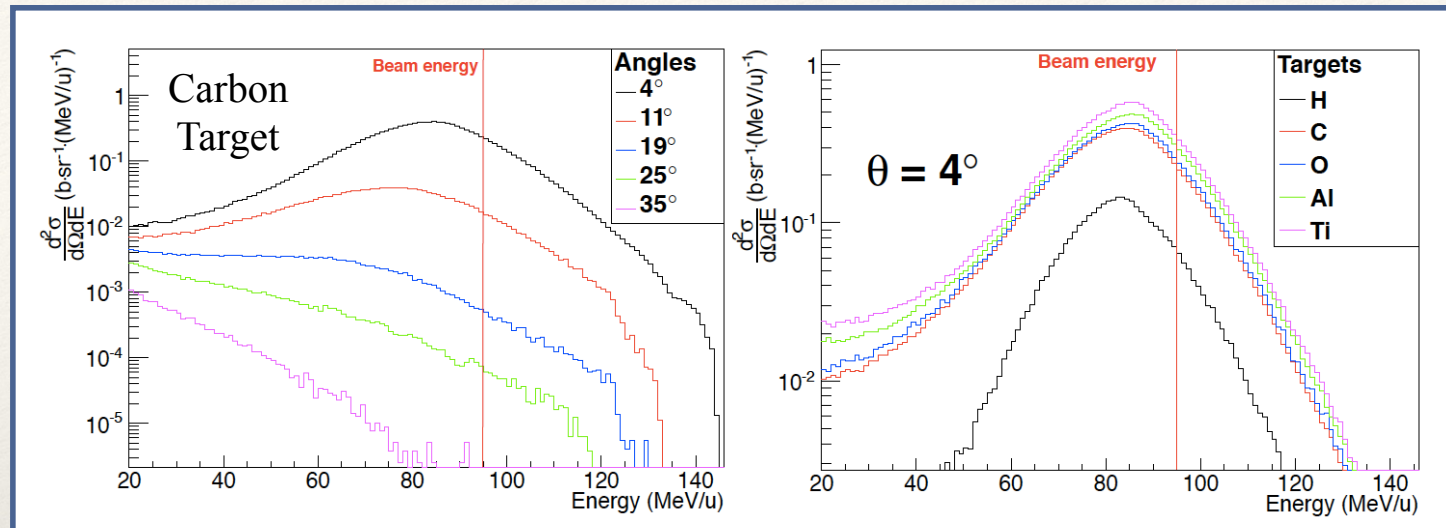 Carbon
Target
Beam energy
Angles
4°
11°
19°
25°
35°
d²σ/dΩdE (b·sr⁻¹·(MeV/u)⁻¹)
1
10⁻¹
10⁻²
10⁻³
10⁻⁴
10⁻⁵
20 40 60 80 100 120 140
Energy (MeV/u)
Beam energy
Targets
H
C
O
Al
Ti
θ = 4°
d²σ/dΩdE (b·sr⁻¹·(MeV/u)⁻¹)
1
10⁻¹
10⁻²
20 40 60 80 100 120 140
Energy (MeV/u)